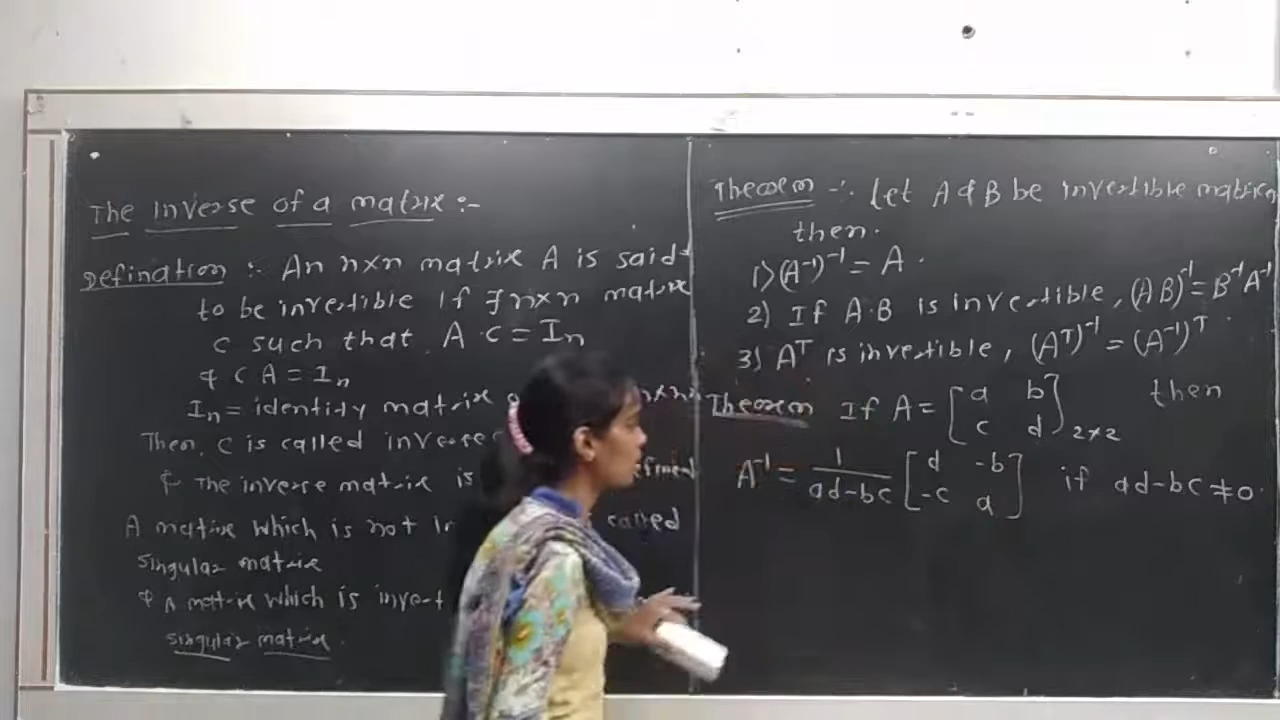 The Inverse of a matrix :-
Defination :- An n×n matrix A is said
to be invertible If ∃ n×n matrix
C such that A·C = In
& CA = In
In = identity matrix n×n
Then, C is called inverse
& The inverse matrix is
A matrix which is not in called
singular matrix
& A matrix which is invert
singular matrix.
Theorem -: Let A & B be invertible matrices
then.
1) (A⁻¹)⁻¹ = A.
2) If A·B is invertible, (AB)⁻¹ = B⁻¹A⁻¹
3) Aᵀ is invertible, (Aᵀ)⁻¹ = (A⁻¹)ᵀ
Theorem If A = [a b; c d]2×2 then
A⁻¹ = 1/(ad-bc) [d -b; -c a] if ad-bc ≠ 0.